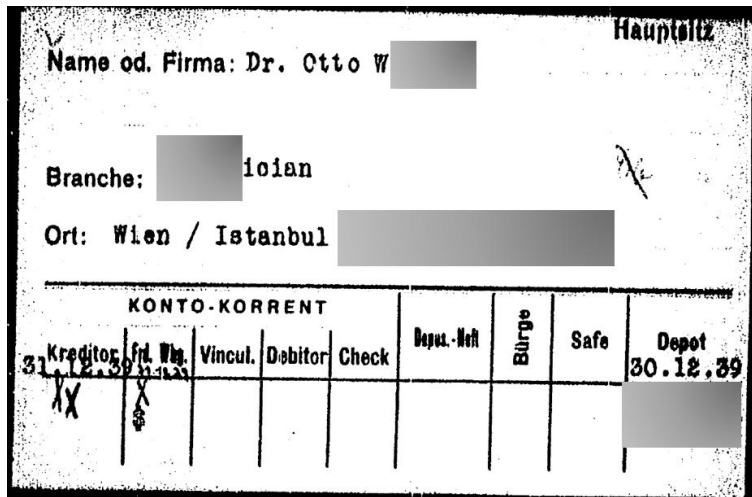 Hauptsitz
Name od. Firma: Dr. Otto W
Branche: ician
Ort: Wien / Istanbul
KONTO-KORRENT
Kreditor Frd. Whg. Vincul. Debitor Check Depos.-Heft Bürge Safe Depot
31.12.39 30.12.39
XX X